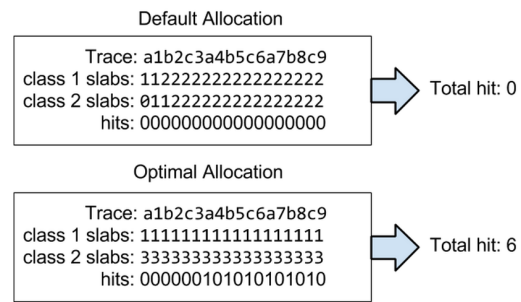 Default Allocation
Trace: a1b2c3a4b5c6a7b8c9
class 1 slabs: 112222222222222222
class 2 slabs: 011222222222222222
hits: 000000000000000000
Total hit: 0
Optimal Allocation
Trace: a1b2c3a4b5c6a7b8c9
class 1 slabs: 111111111111111111
class 2 slabs: 333333333333333333
hits: 000000101010101010
Total hit: 6